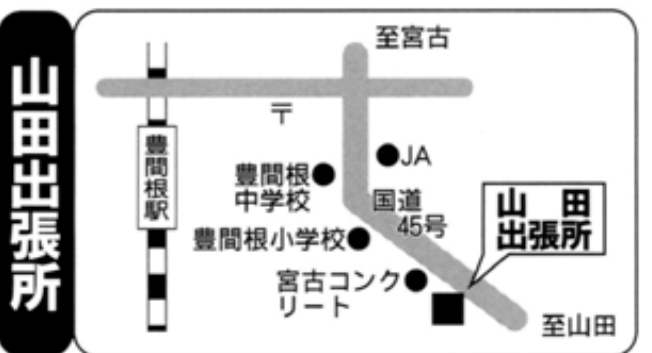 山田出張所
至宮古
〒
豊間根駅
JA
豊間根
中学校
国道
45号
山田
出張所
豊間根小学校
宮古コンク
リート
至山田